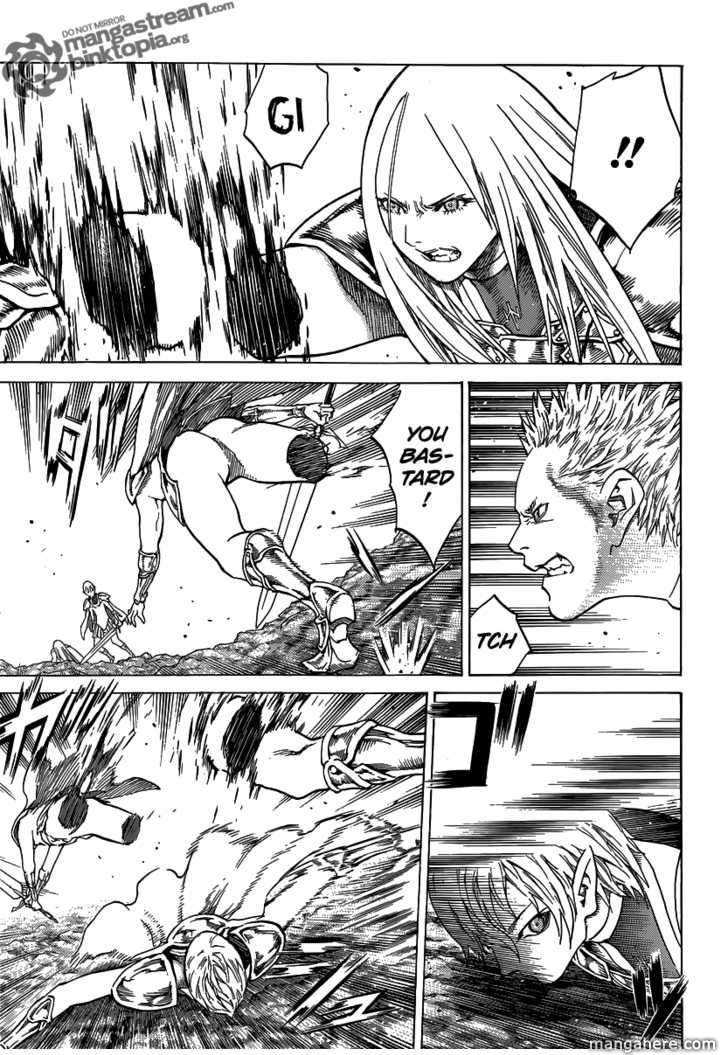 DO NOT MIRROR
mangastream.com
pinktopia.org
!!
GI
TCH
YOU
BAS-
TARD
!
mangahere.com